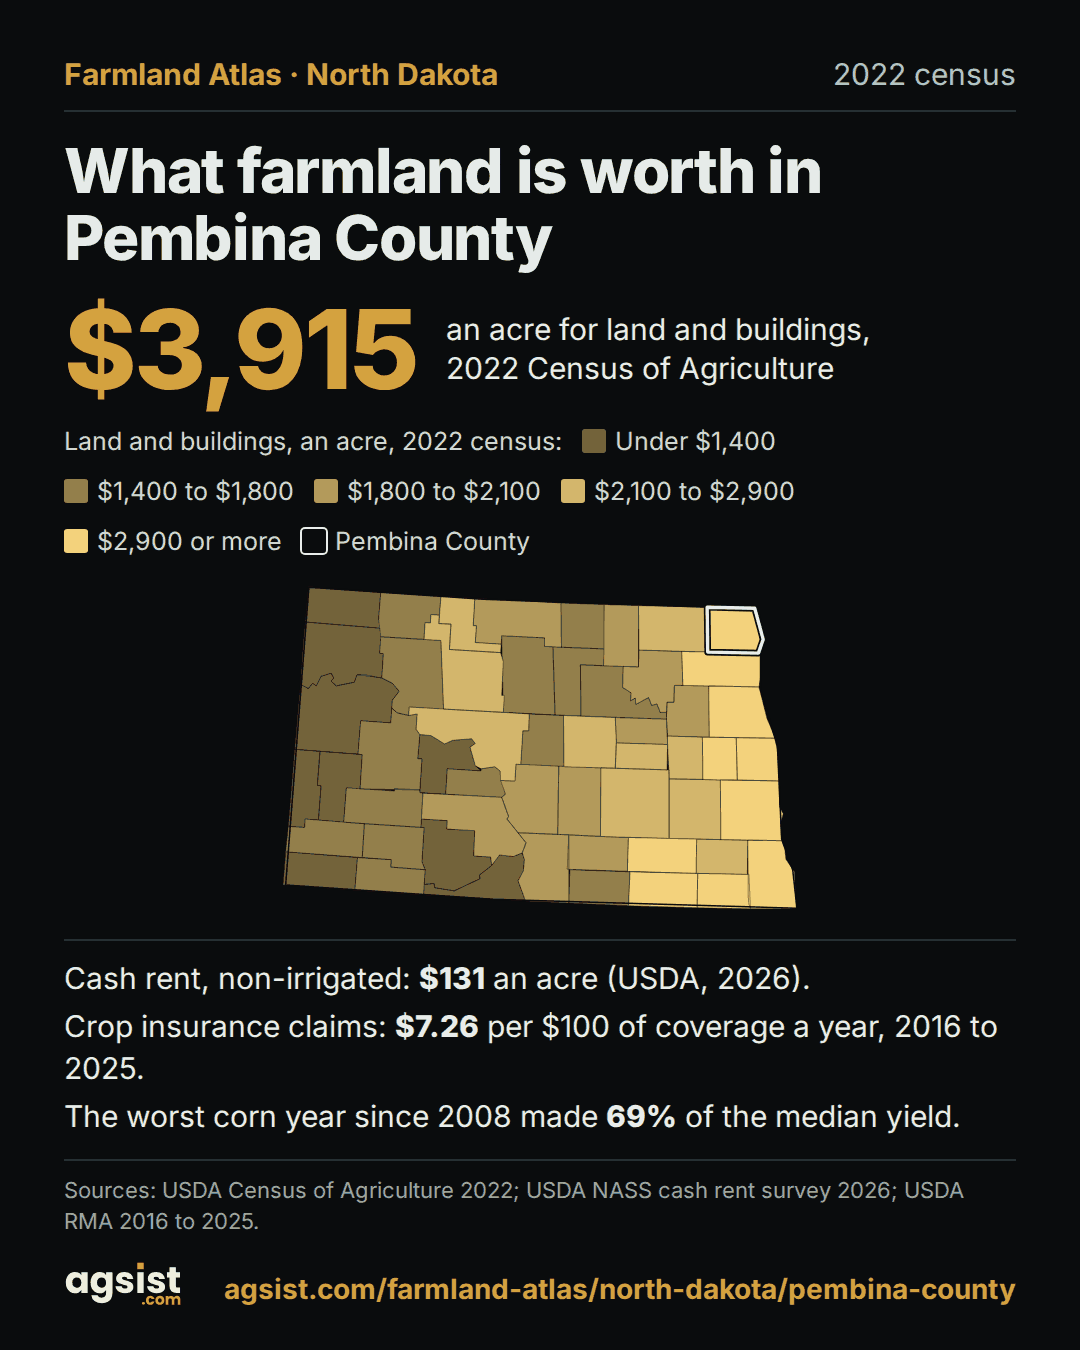 Farmland Atlas · North Dakota
2022 census
What farmland is worth in
Pembina County
$3,915
an acre for land and buildings,
2022 Census of Agriculture
Land and buildings, an acre, 2022 census: Under $1,400
$1,400 to $1,800 $1,800 to $2,100 $2,100 to $2,900
$2,900 or more Pembina County
Cash rent, non-irrigated: $131 an acre (USDA, 2026).
Crop insurance claims: $7.26 per $100 of coverage a year, 2016 to
2025.
The worst corn year since 2008 made 69% of the median yield.
Sources: USDA Census of Agriculture 2022; USDA NASS cash rent survey 2026; USDA
RMA 2016 to 2025.
agsist
.com
agsist.com/farmland-atlas/north-dakota/pembina-county